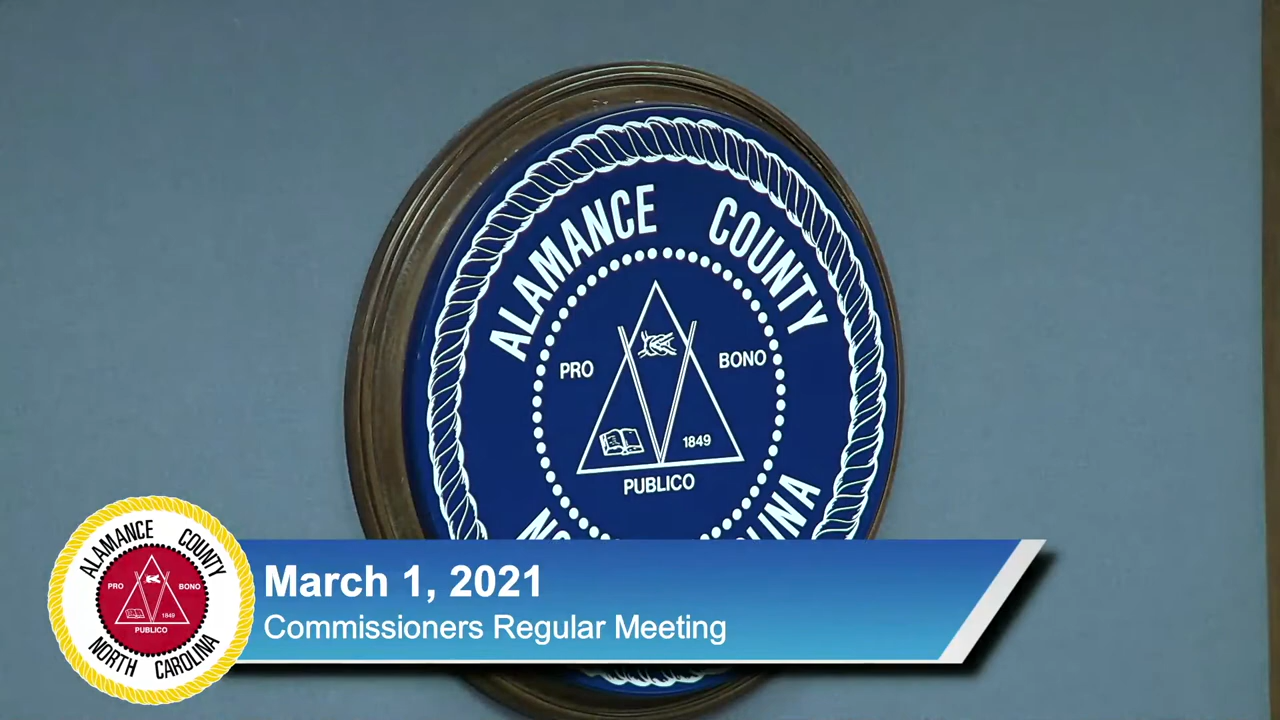 ALAMANCE COUNTY
PRO BONO
1849
PUBLICO
March 1, 2021
Commissioners Regular Meeting
ALAMANCE COUNTY
PRO BONO
1849
PUBLICO
NORTH CAROLINA